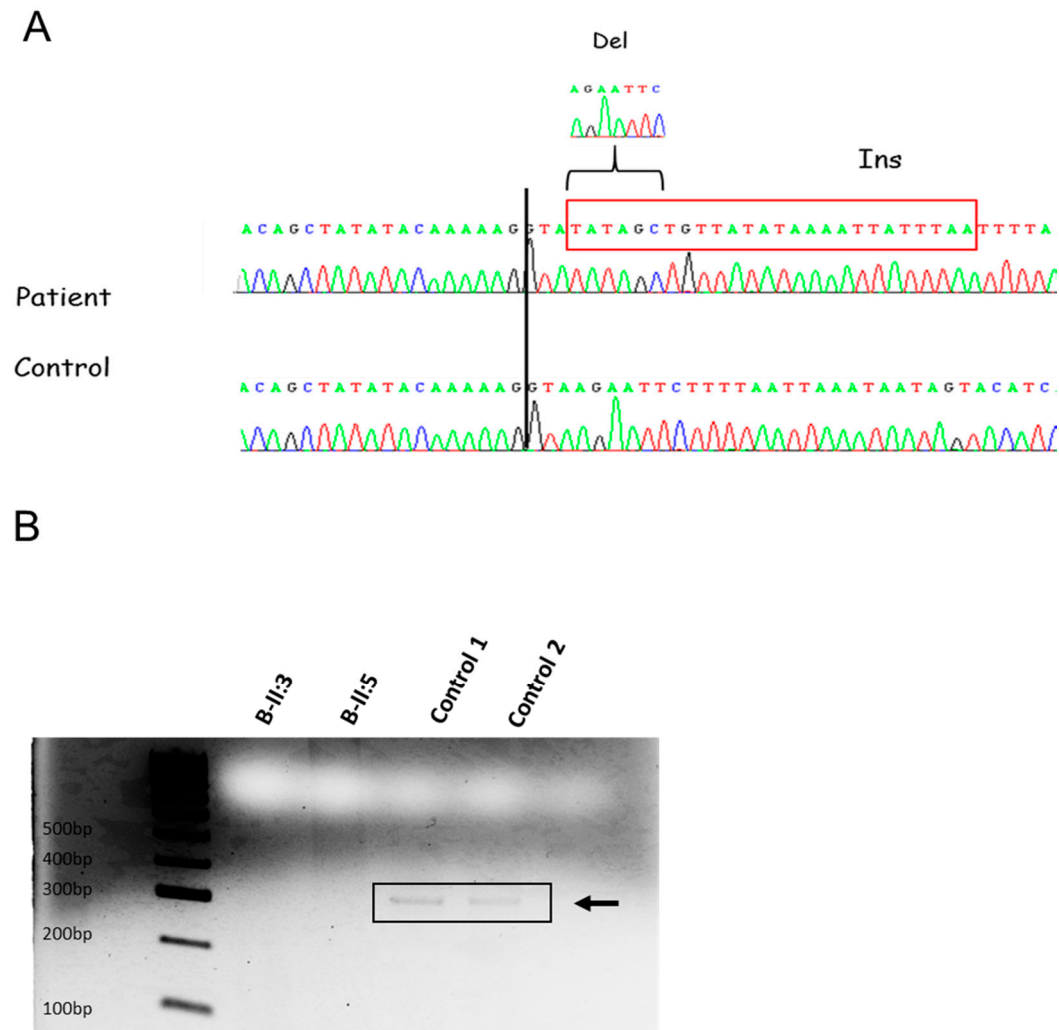 A
Del
AGAATTC
Ins
ACAGCTATATACAAAAAGGTATATAGCTGTTATATAAAATTATTTAATTTTA
Patient
Control
ACAGCTATATACAAAAAGGTAAGAATTCTTTTAATTAAATAATAGTACATCA
B
B-II:3
B-II:5
Control 1
Control 2
500bp
400bp
300bp
200bp
100bp